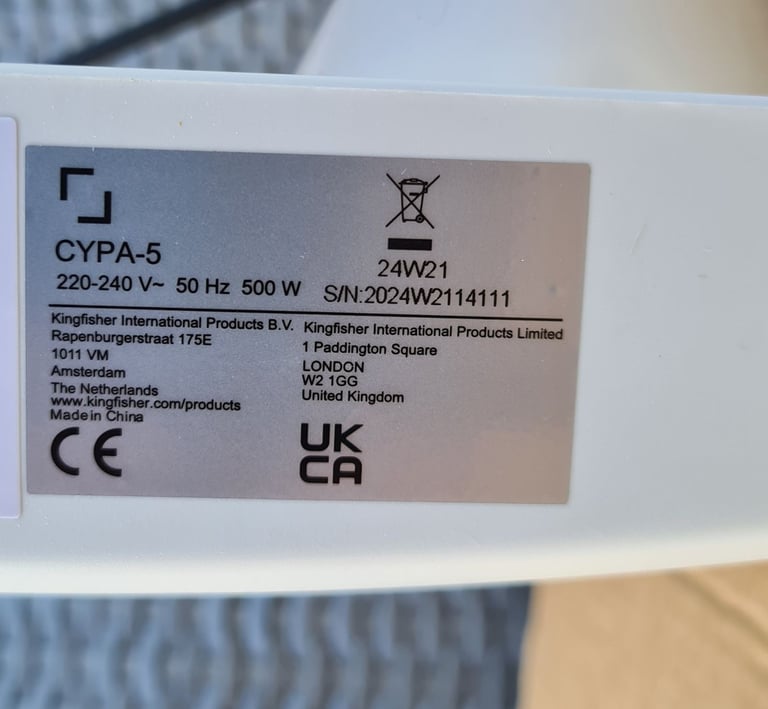 CYPA-5
220-240 V~ 50 Hz 500 W
24W21
S/N:2024W2114111
Kingfisher International Products B.V.
Rapenburgerstraat 175E
1011 VM
Amsterdam
The Netherlands
www.kingfisher.com/products
Made in China
CE
Kingfisher International Products Limited
1 Paddington Square
LONDON
W2 1GG
United Kingdom
UK
CA